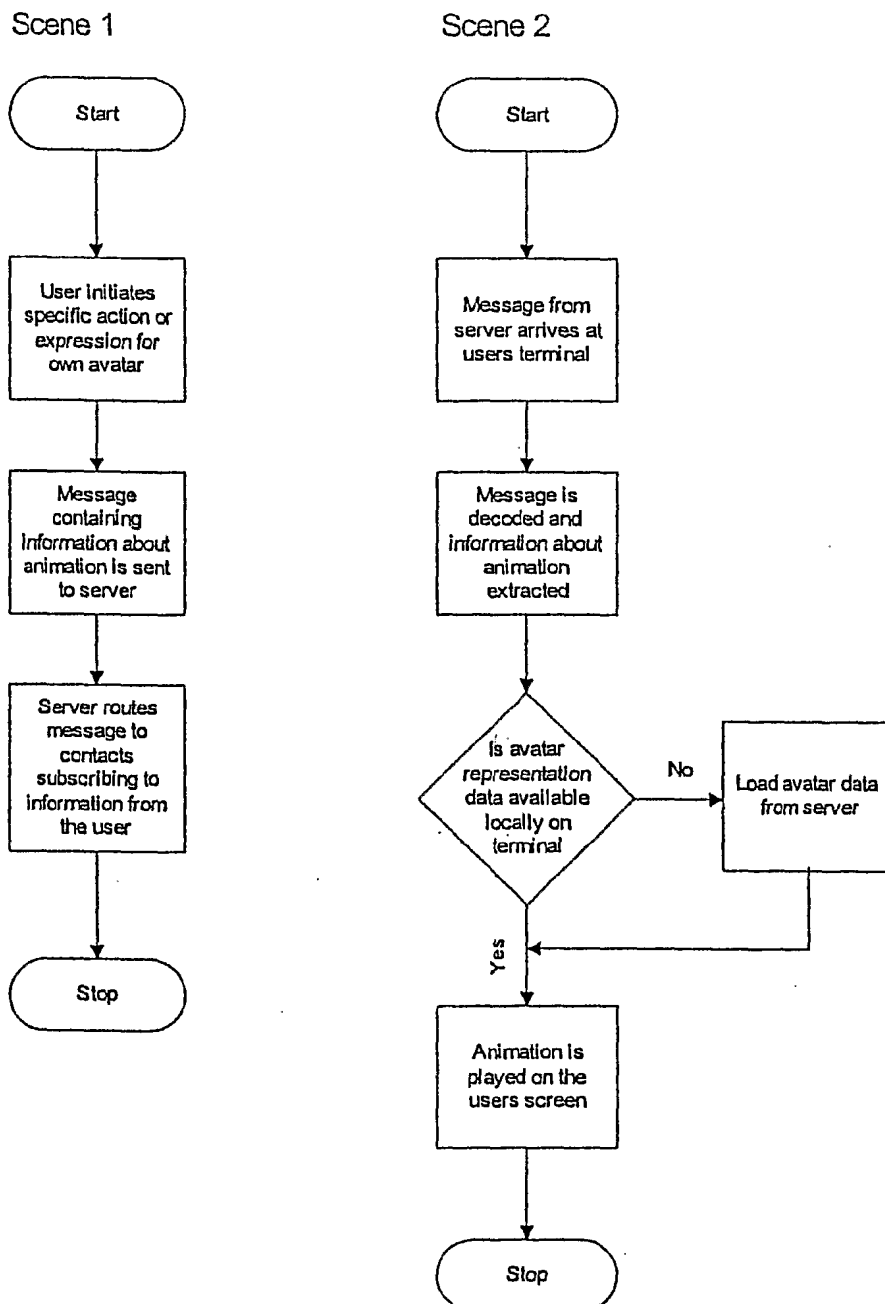 Scene 1
Start
User initiates
specific action or
expression for
own avatar
Message
containing
information about
animation is sent
to server
Server routes
message to
contacts
subscribing to
information from
the user
Stop
Scene 2
Start
Message from
server arrives at
users terminal
Message is
decoded and
information about
animation
extracted
Is avatar
representation
data available
locally on
terminal
No
Load avatar data
from server
Yes
Animation is
played on the
users screen
Stop